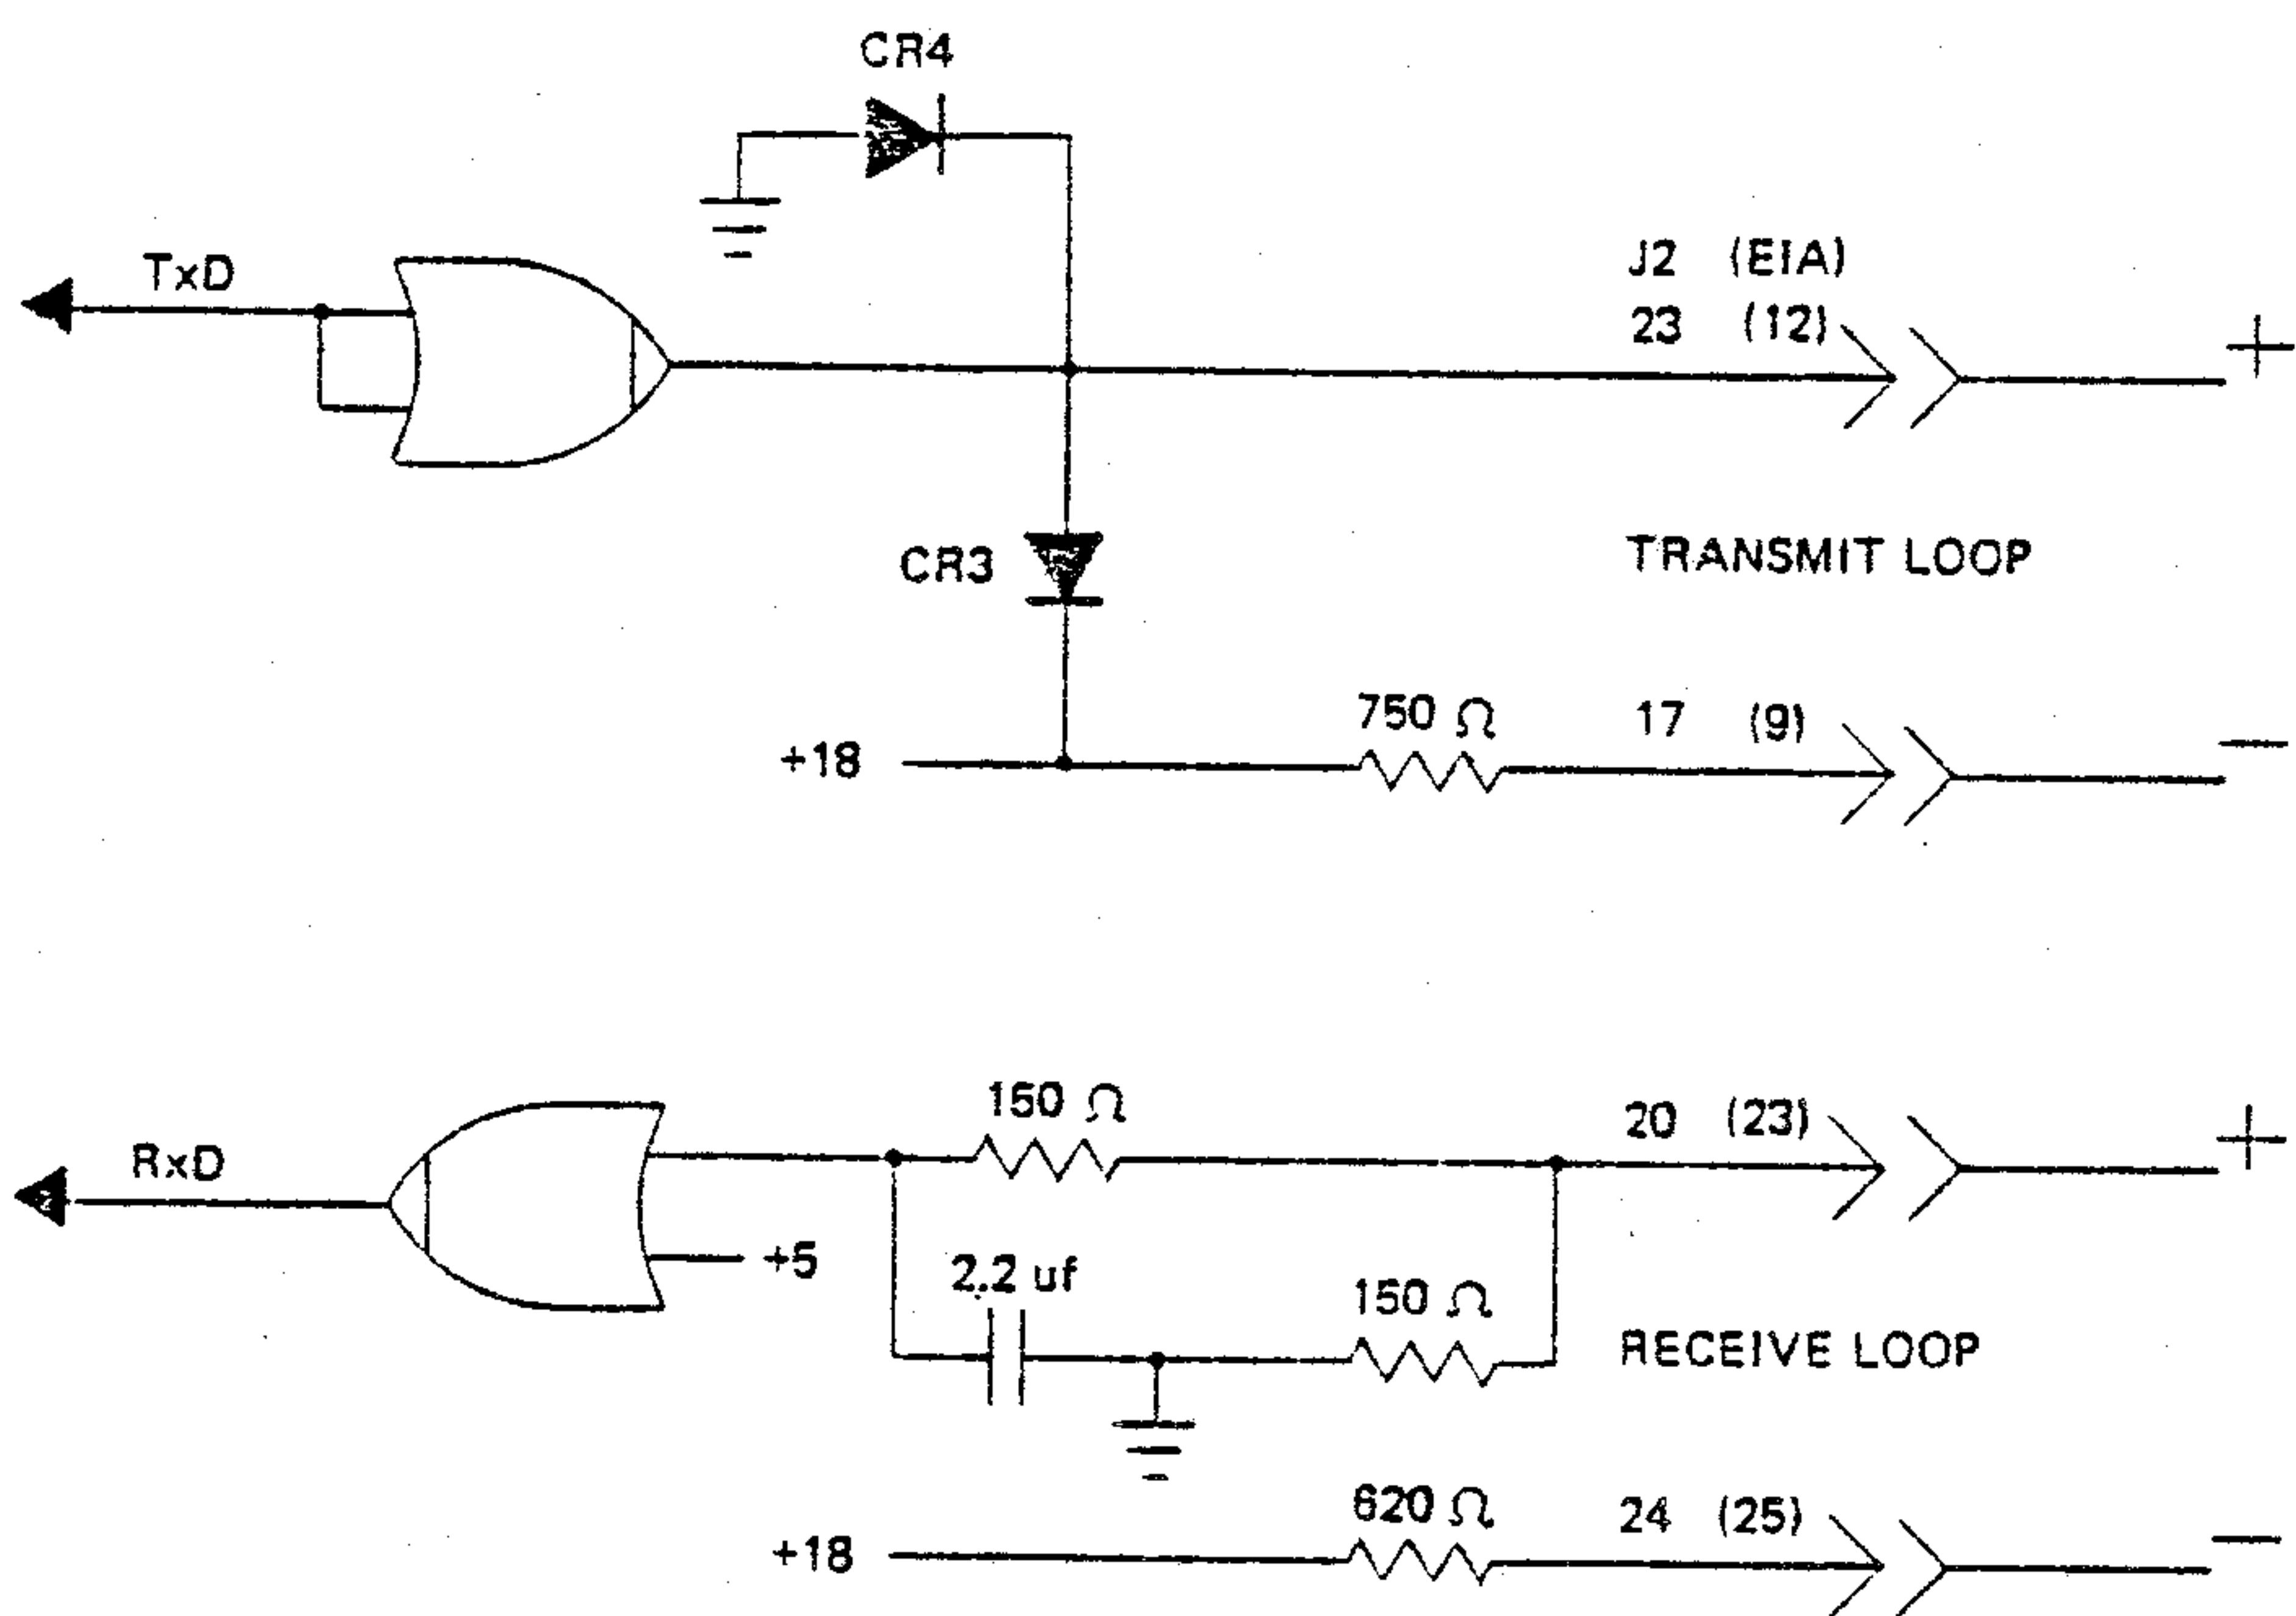 CR4
TxD
J2 (EIA)
23 (12)
+
CR3
TRANSMIT LOOP
+18
750 Ω
17 (9)
−
RxD
150 Ω
20 (23)
+
+5
2.2 uf
150 Ω
RECEIVE LOOP
+18
620 Ω
24 (25)
−